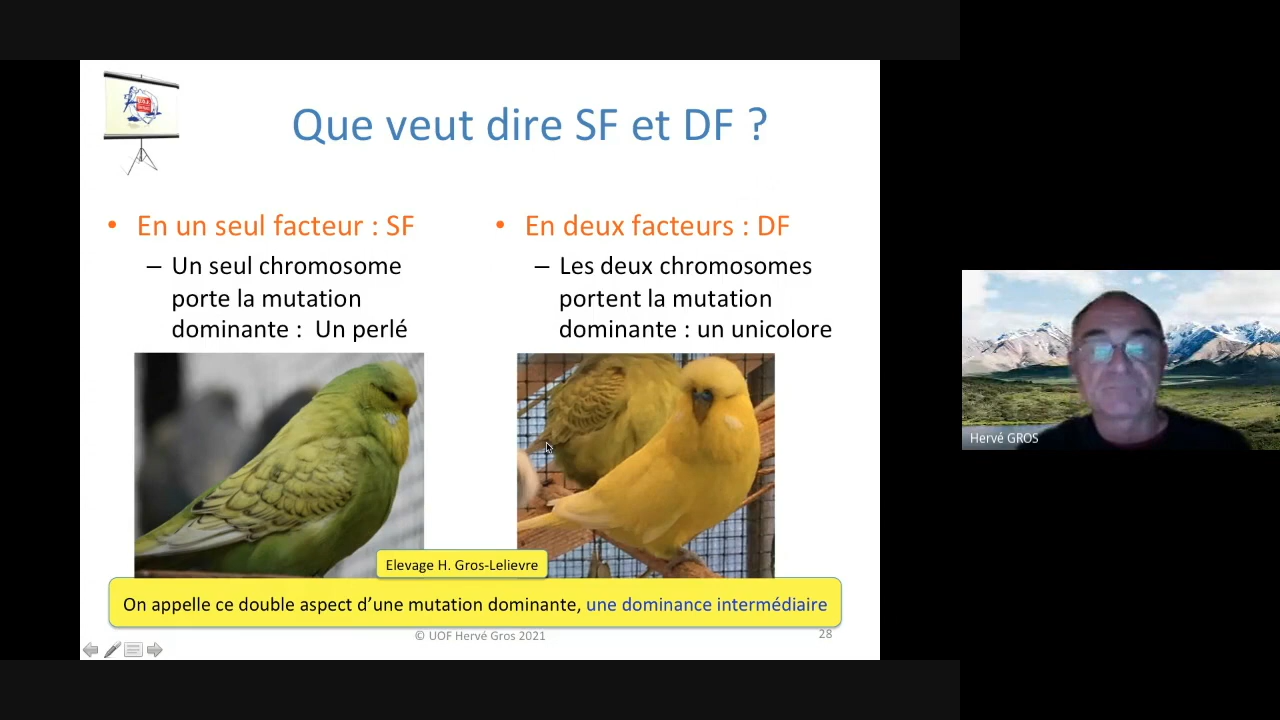 Que veut dire SF et DF ?
• En un seul facteur : SF
– Un seul chromosome
porte la mutation
dominante : Un perlé
• En deux facteurs : DF
– Les deux chromosomes
portent la mutation
dominante : un unicolore
Elevage H. Gros-Lelievre
On appelle ce double aspect d’une mutation dominante, une dominance intermédiaire
© UOF Hervé Gros 2021
28
Hervé GROS